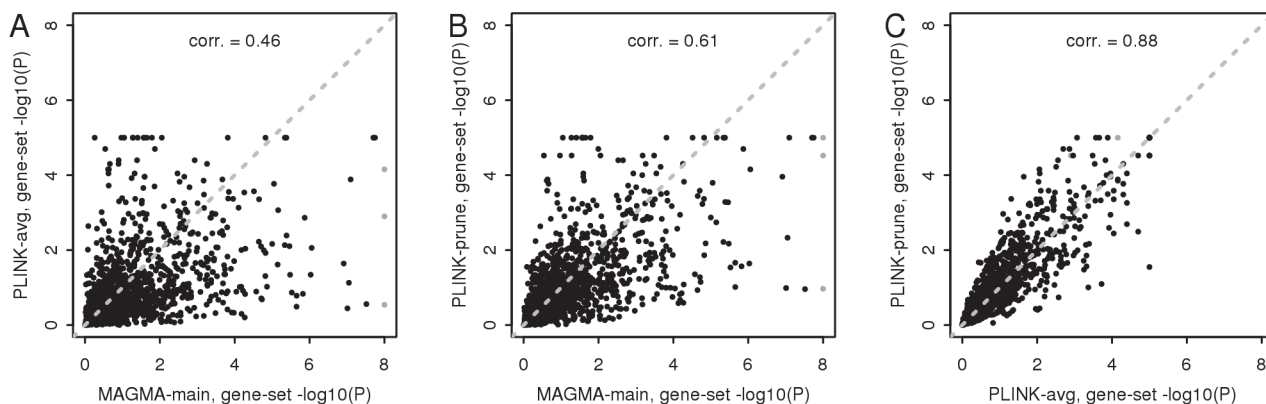 A
corr. = 0.46
PLINK-avg, gene-set -log10(P)
8
6
4
2
0
0 2 4 6 8
MAGMA-main, gene-set -log10(P)
B
corr. = 0.61
PLINK-prune, gene-set -log10(P)
8
6
4
2
0
0 2 4 6 8
MAGMA-main, gene-set -log10(P)
C
corr. = 0.88
PLINK-prune, gene-set -log10(P)
8
6
4
2
0
0 2 4 6 8
PLINK-avg, gene-set -log10(P)